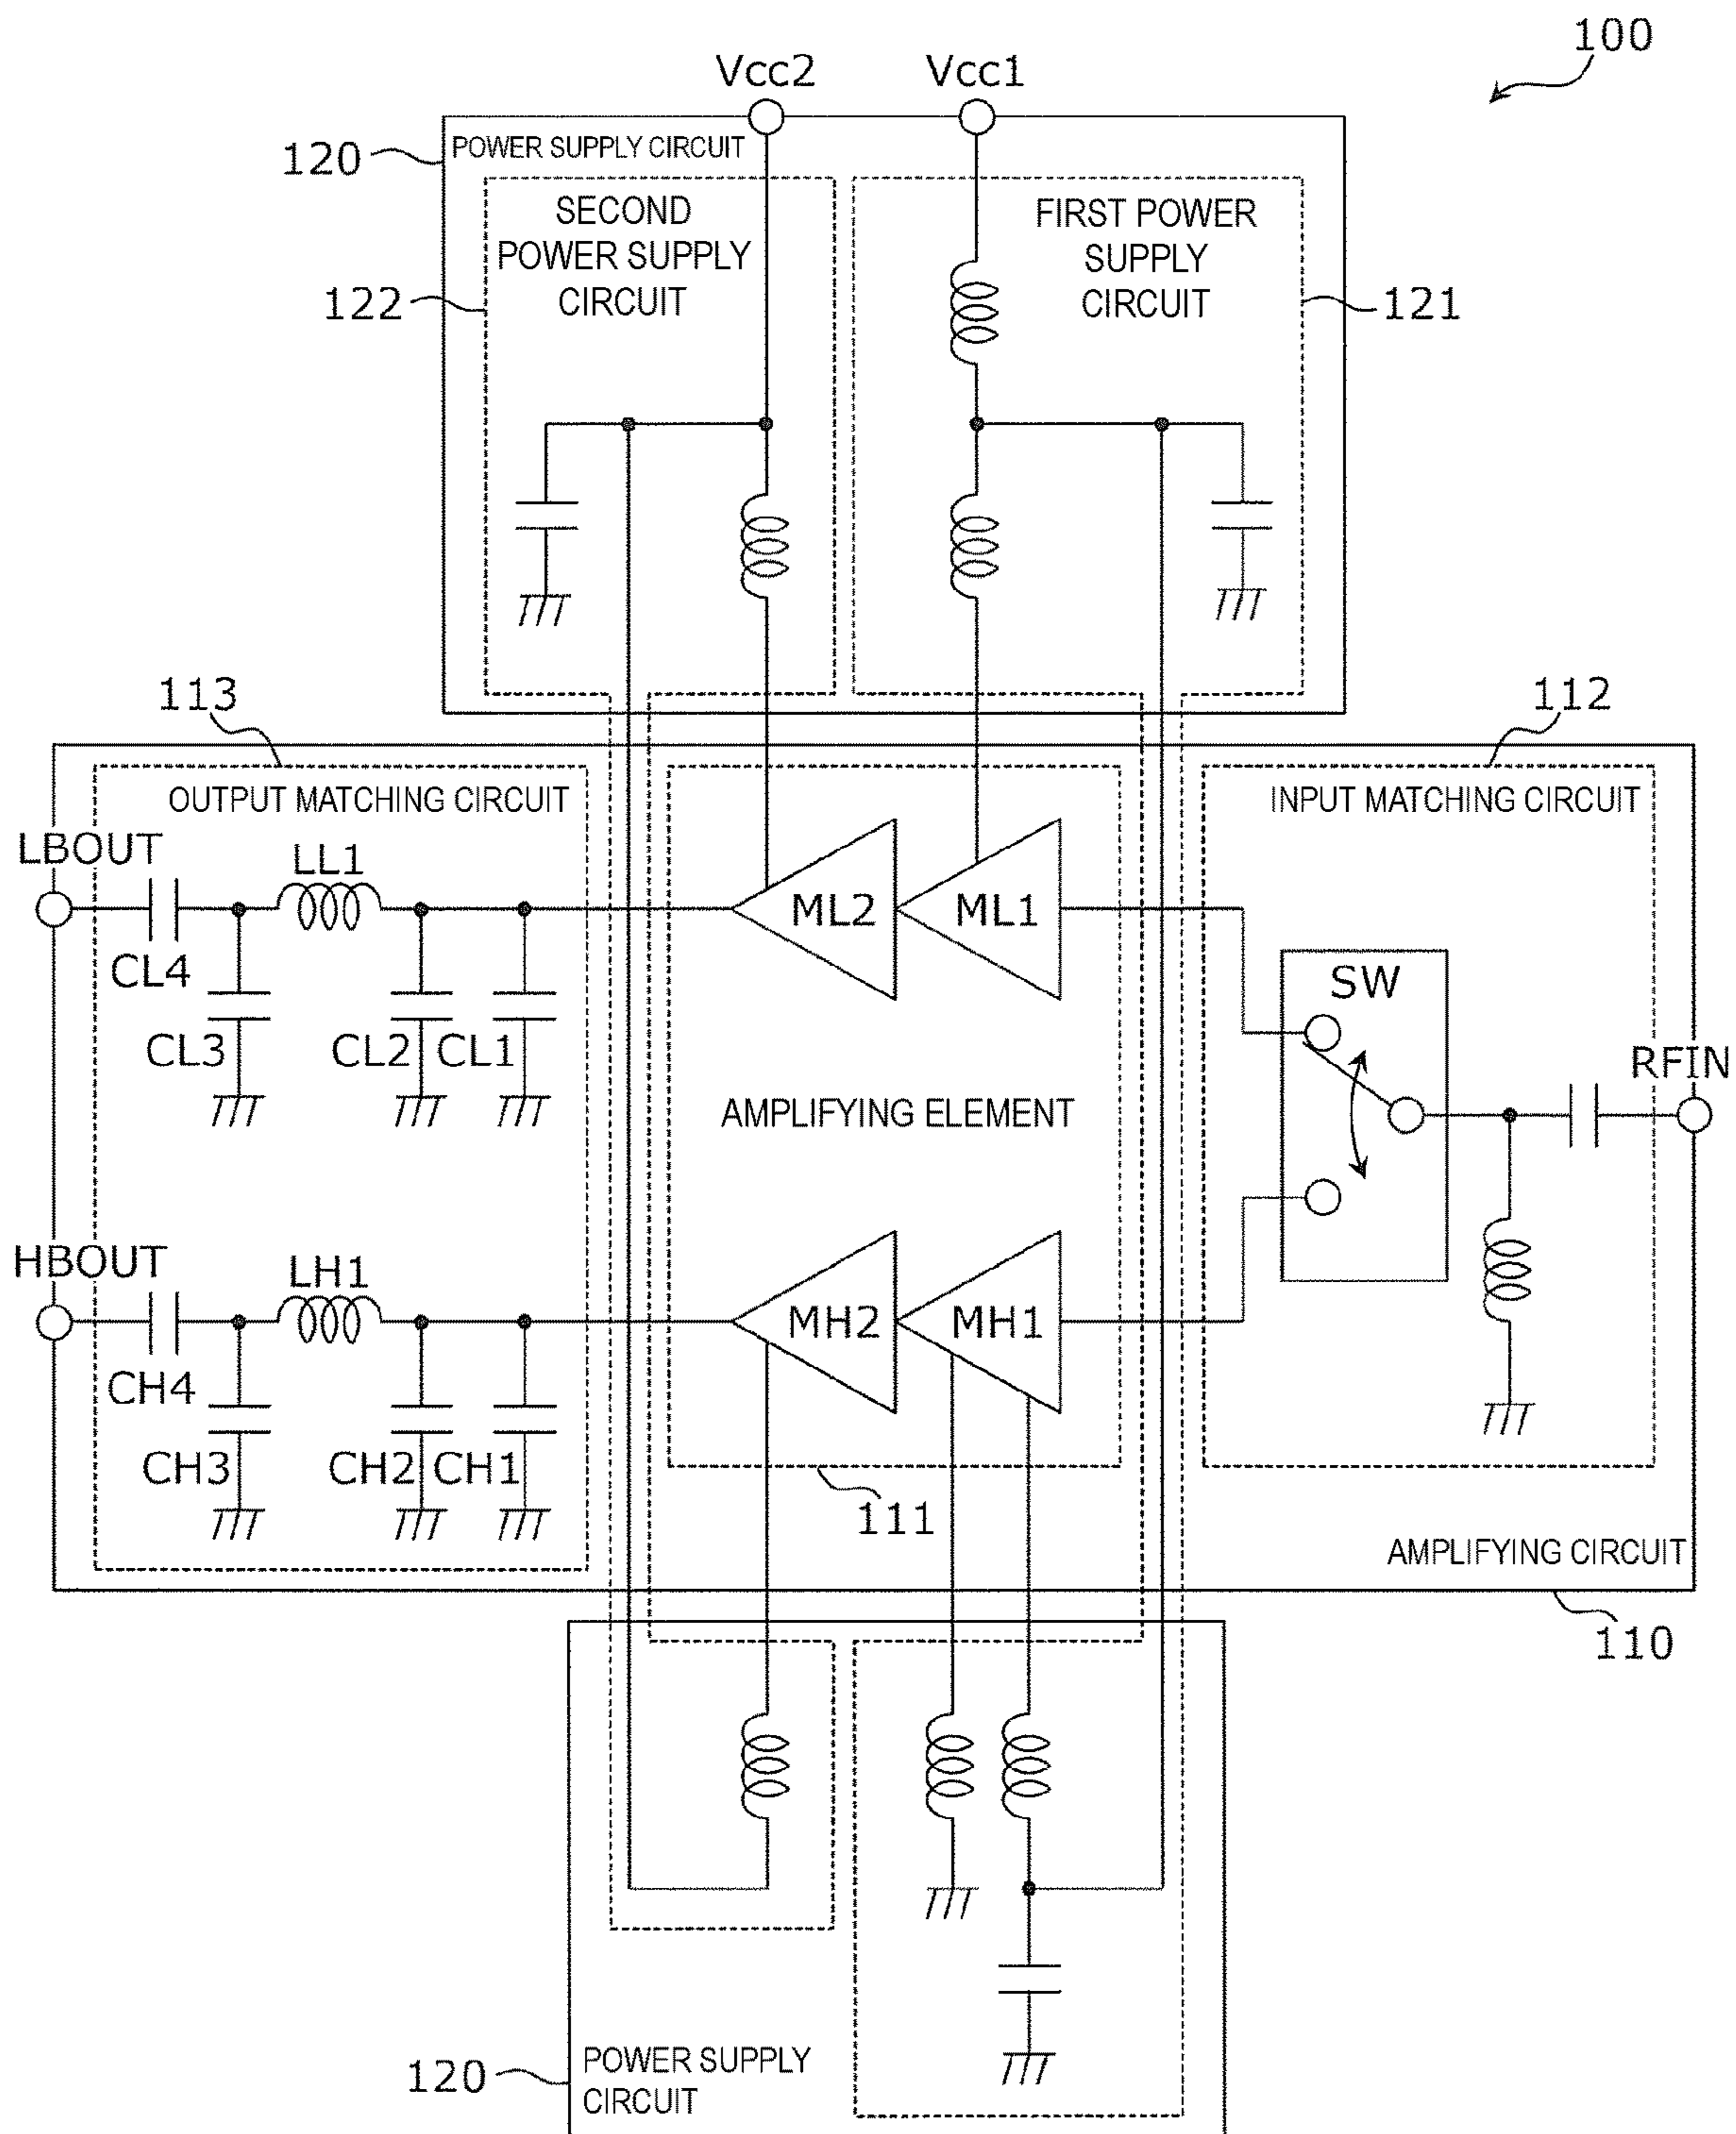 100
Vcc2
Vcc1
120
POWER SUPPLY CIRCUIT
SECOND
POWER SUPPLY
CIRCUIT
122
FIRST POWER
SUPPLY
CIRCUIT
121
113
112
OUTPUT MATCHING CIRCUIT
INPUT MATCHING CIRCUIT
LBOUT
LL1
ML2
ML1
CL4
SW
CL3
CL2
CL1
RFIN
AMPLIFYING ELEMENT
HBOUT
LH1
MH2
MH1
CH4
CH3
CH2
CH1
111
AMPLIFYING CIRCUIT
110
120
POWER SUPPLY
CIRCUIT